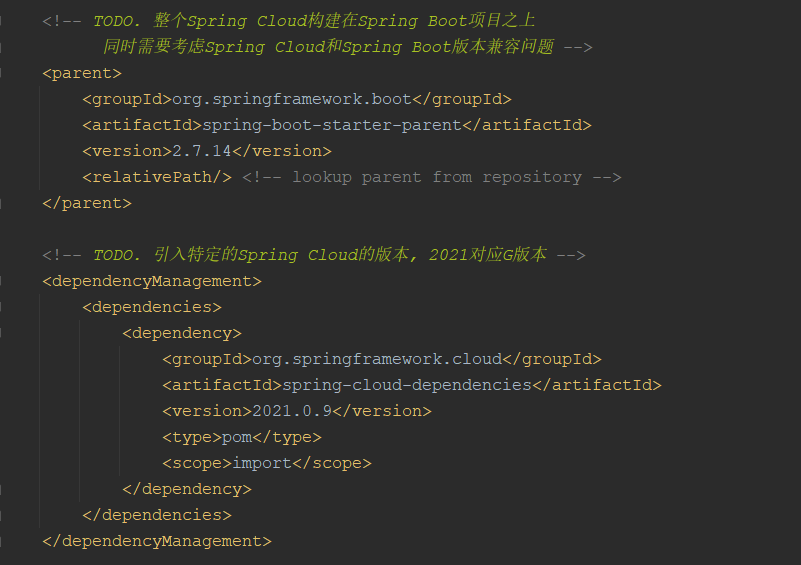 <!-- TODO. 整个Spring Cloud构建在Spring Boot项目之上
同时需要考虑Spring Cloud和Spring Boot版本兼容问题 -->
<parent>
<groupId>org.springframework.boot</groupId>
<artifactId>spring-boot-starter-parent</artifactId>
<version>2.7.14</version>
<relativePath/> <!-- lookup parent from repository -->
</parent>
<!-- TODO. 引入特定的Spring Cloud的版本, 2021对应G版本 -->
<dependencyManagement>
<dependencies>
<dependency>
<groupId>org.springframework.cloud</groupId>
<artifactId>spring-cloud-dependencies</artifactId>
<version>2021.0.9</version>
<type>pom</type>
<scope>import</scope>
</dependency>
</dependencies>
</dependencyManagement>